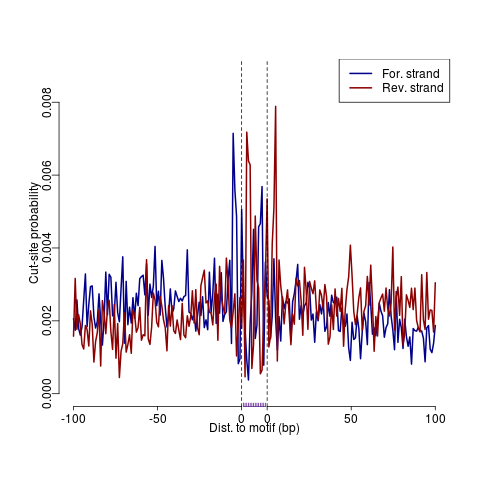 For. strand
Rev. strand
Cut-site probability
0.000
0.002
0.004
0.006
0.008
-100
-50
0
0
50
100
Dist. to motif (bp)